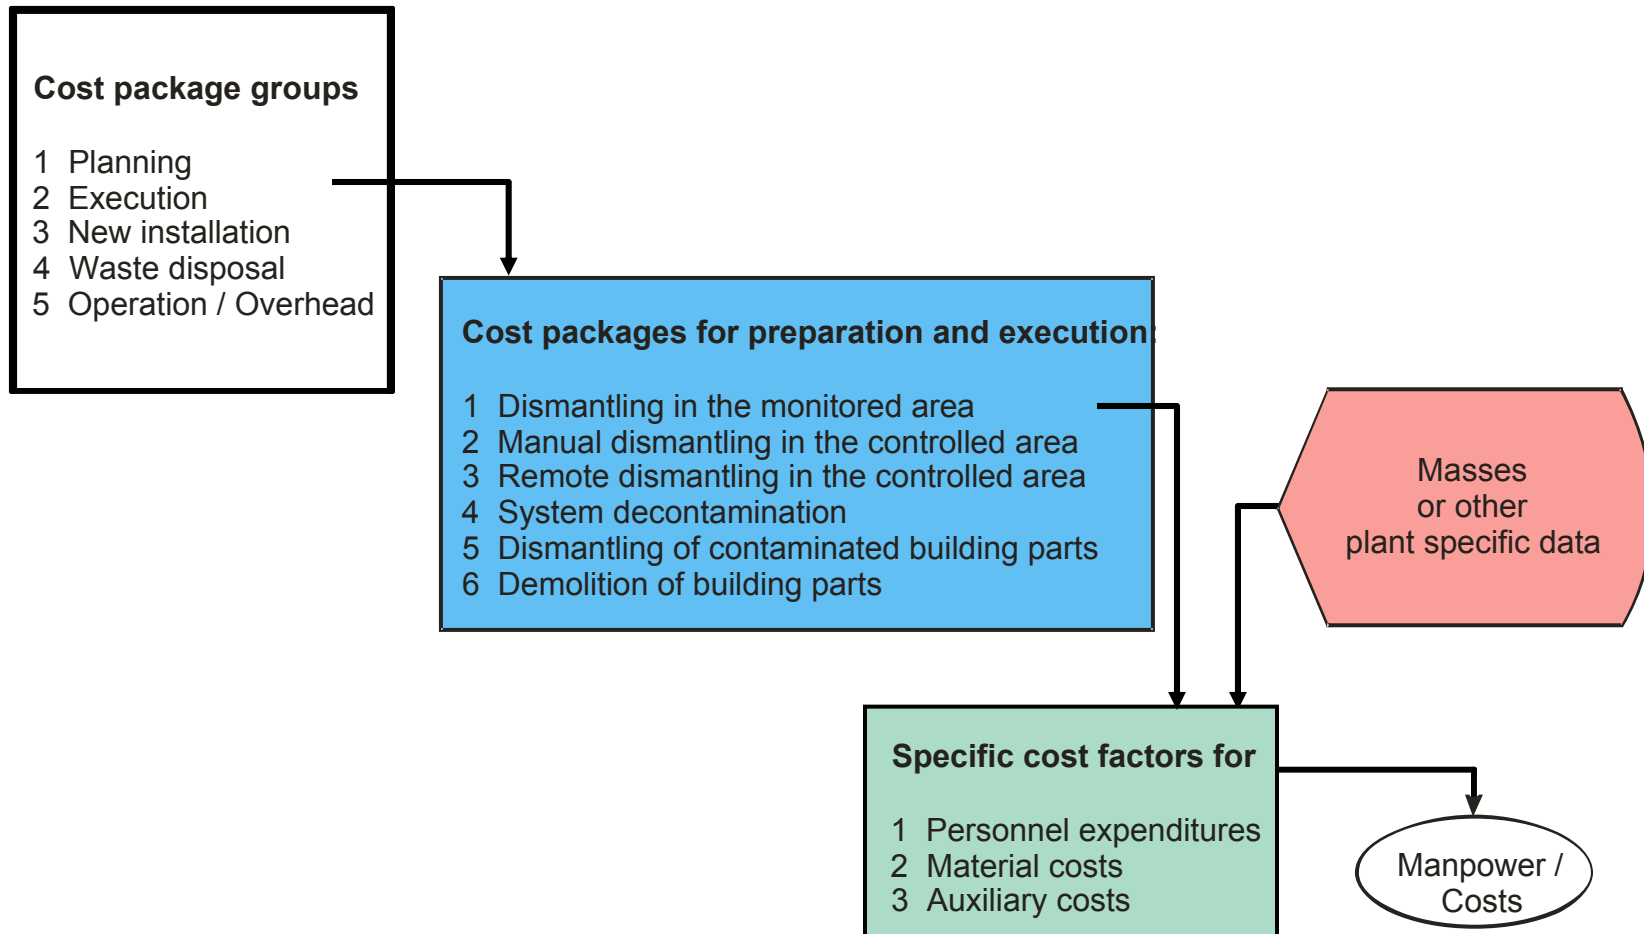 Cost package groups
1 Planning
2 Execution
3 New installation
4 Waste disposal
5 Operation / Overhead
Cost packages for preparation and execution:
1 Dismantling in the monitored area
2 Manual dismantling in the controlled area
3 Remote dismantling in the controlled area
4 System decontamination
5 Dismantling of contaminated building parts
6 Demolition of building parts
Masses
or other
plant specific data
Specific cost factors for
1 Personnel expenditures
2 Material costs
3 Auxiliary costs
Manpower /
Costs